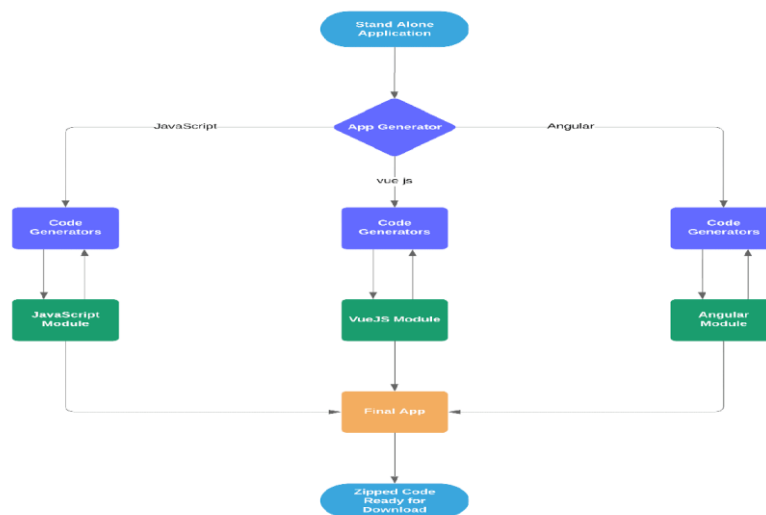 Stand Alone
Application
App Generator
JavaScript
Angular
vue js
Code
Generators
Code
Generators
Code
Generators
JavaScript
Module
VueJS Module
Angular
Module
Final App
Zipped Code
Ready for
Download